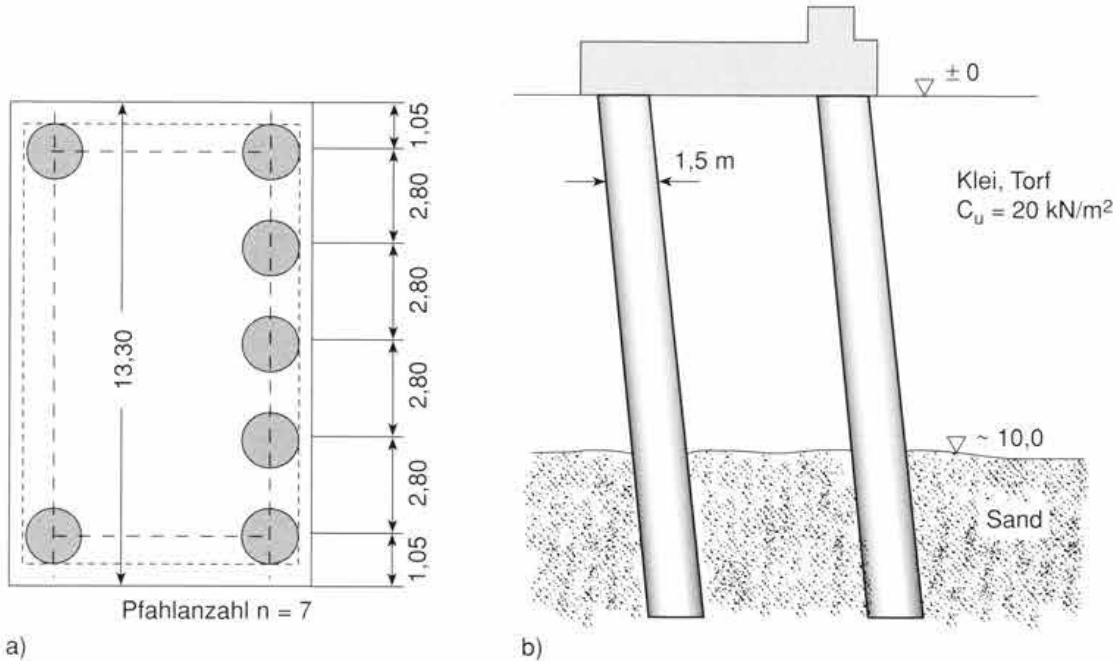 1,05
2,80
2,80
2,80
2,80
1,05
13,30
Pfahlanzahl n = 7
a)
± 0
1,5 m
Klei, Torf
Cᵤ = 20 kN/m²
~ 10,0
Sand
b)